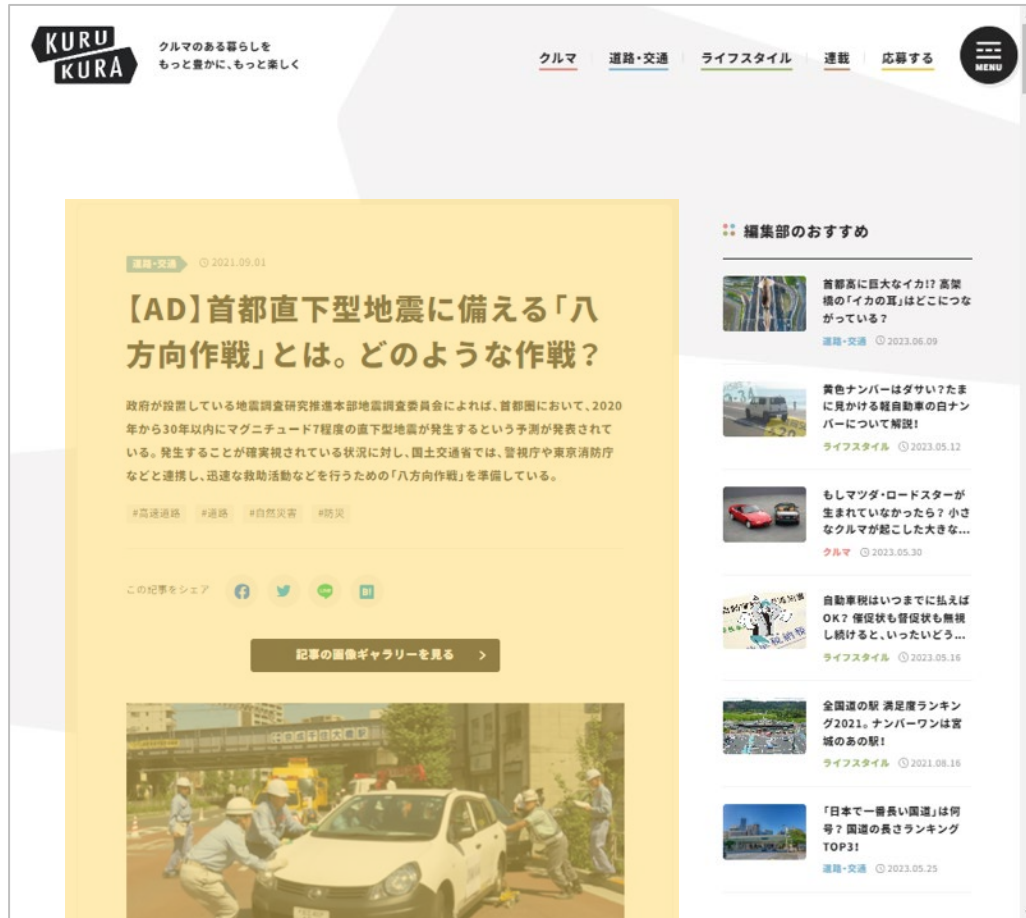 KURU
KURA
クルマのある暮らしを
もっと豊かに、もっと楽しく
クルマ
道路・交通
ライフスタイル
連載
応募する
MENU
道路・交通 2021.09.01
【AD】首都直下型地震に備える「八
方向作戦」とは。どのような作戦？
政府が設置している地震調査研究推進本部地震調査委員会によれば、首都圏において、2020
年から30年以内にマグニチュード7程度の直下型地震が発生するという予測が発表されて
いる。発生することが確実視されている状況に対し、国土交通省では、警視庁や東京消防庁
などと連携し、迅速な救助活動などを行うための「八方向作戦」を準備している。
#高速道路 #道路 #自然災害 #防災
この記事をシェア
記事の画像ギャラリーを見る
京成千住大橋駅
編集部のおすすめ
首都高に巨大なイカ!? 高架
橋の「イカの耳」はどこにつな
がっている？
道路・交通 2023.06.09
黄色ナンバーはダサい？たま
に見かける軽自動車の白ナン
バーについて解説！
ライフスタイル 2023.05.12
もしマツダ・ロードスターが
生まれていなかったら？ 小さ
なクルマが起こした大きな...
クルマ 2023.05.30
自動車税はいつまでに払えば
OK？ 催促状も督促状も無視
し続けると、いったいどう...
ライフスタイル 2023.05.16
全国道の駅 満足度ランキン
グ2021。ナンバーワンは宮
城のあの駅！
ライフスタイル 2021.08.16
「日本で一番長い国道」は何
号？ 国道の長さランキング
TOP3！
道路・交通 2023.05.25